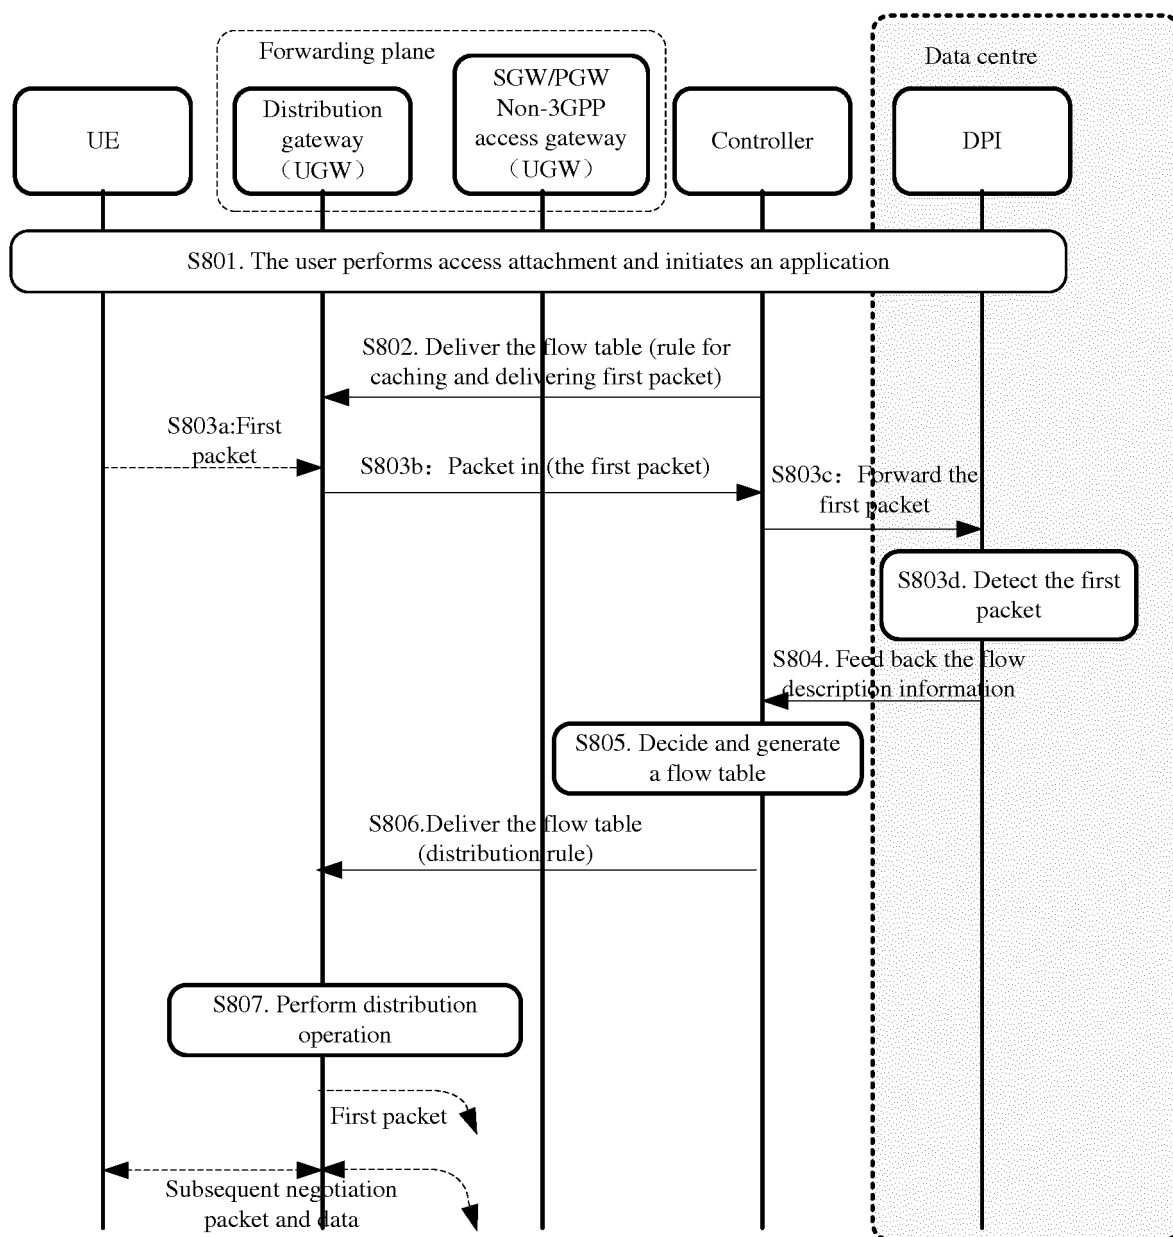 Forwarding plane
Data centre
UE
Distribution
gateway
（UGW）
SGW/PGW
Non-3GPP
access gateway
（UGW）
Controller
DPI
S801. The user performs access attachment and initiates an application
S802. Deliver the flow table (rule for
caching and delivering first packet)
S803a:First
packet
S803b：Packet in (the first packet)
S803c：Forward the
first packet
S803d. Detect the first
packet
S804. Feed back the flow
description information
S805. Decide and generate
a flow table
S806.Deliver the flow table
(distribution rule)
S807. Perform distribution
operation
First packet
Subsequent negotiation
packet and data